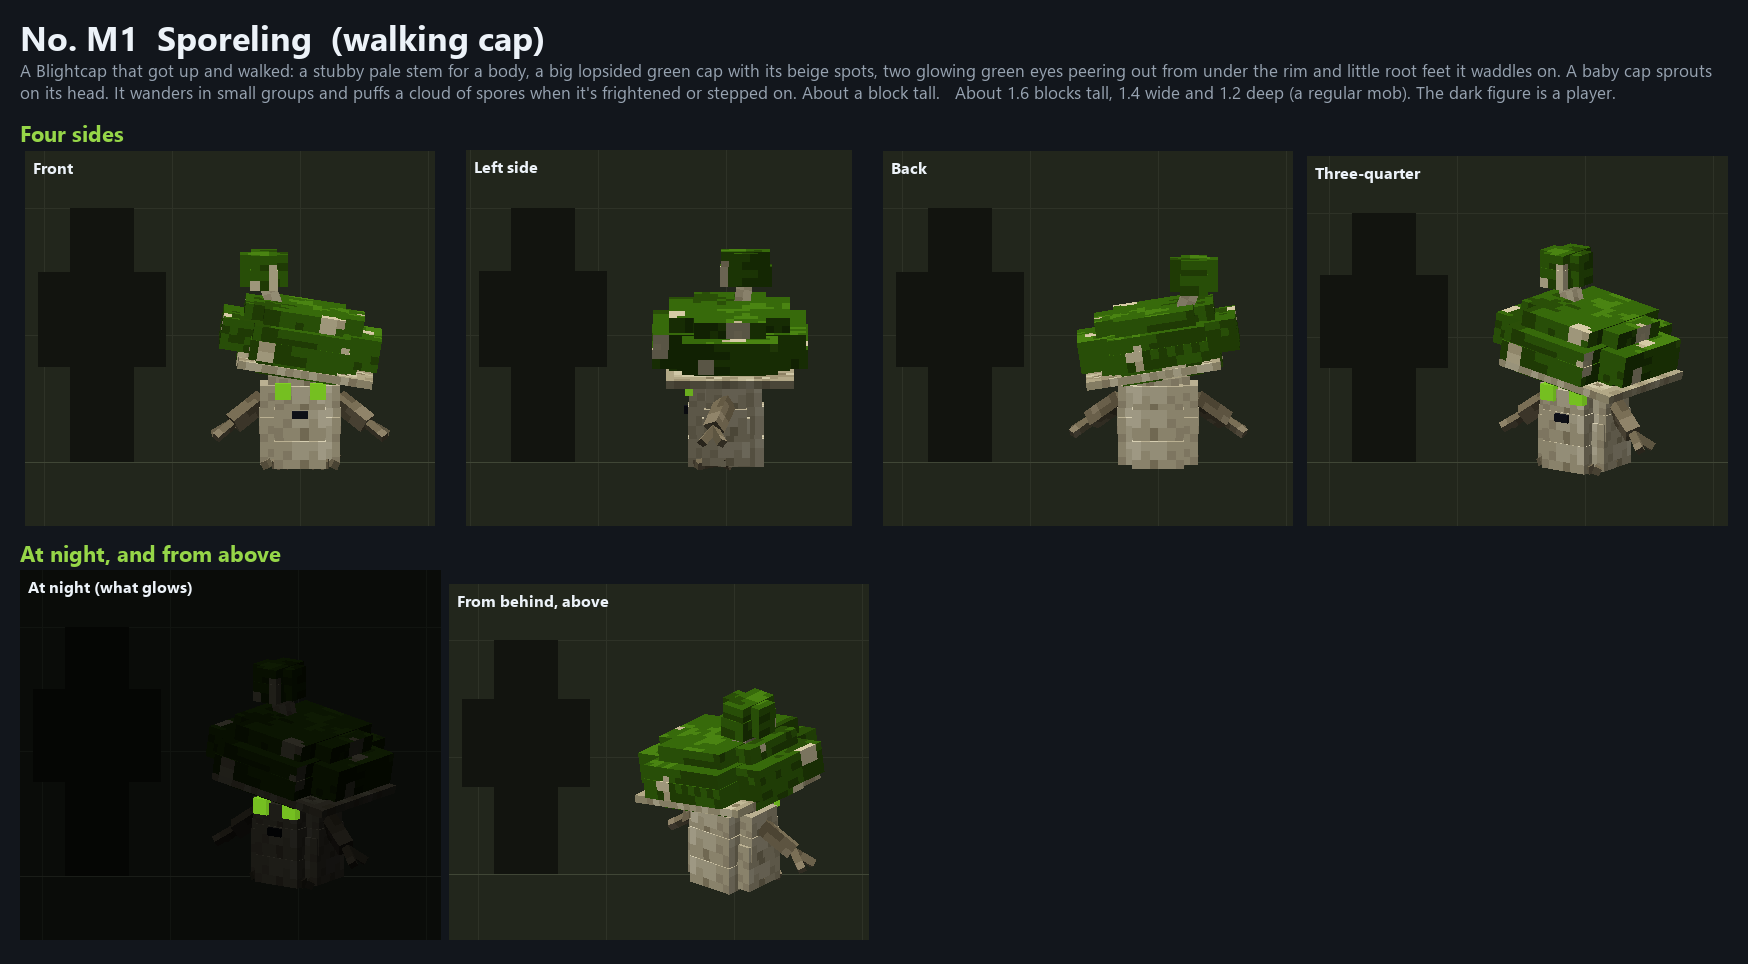 No. M1 Sporeling (walking cap)
A Blightcap that got up and walked: a stubby pale stem for a body, a big lopsided green cap with its beige spots, two glowing green eyes peering out from under the rim and little root feet it waddles on. A baby cap sprouts
on its head. It wanders in small groups and puffs a cloud of spores when it's frightened or stepped on. About a block tall. About 1.6 blocks tall, 1.4 wide and 1.2 deep (a regular mob). The dark figure is a player.
Four sides
Front
Left side
Back
Three-quarter
At night, and from above
At night (what glows)
From behind, above